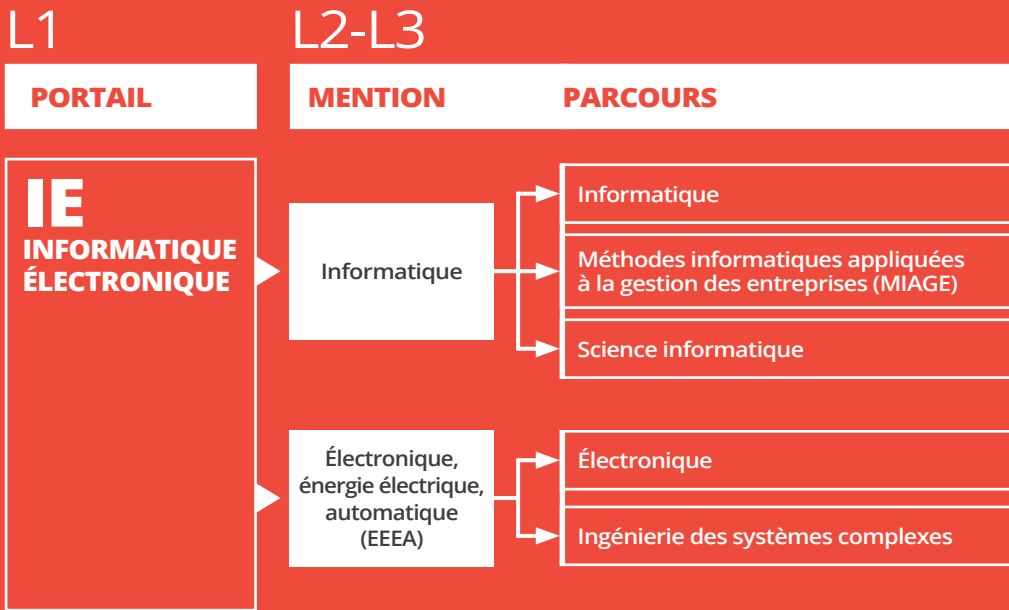 L1
L2-L3
PORTAIL
MENTION
PARCOURS
IE
INFORMATIQUE
ÉLECTRONIQUE
Informatique
Informatique
Méthodes informatiques appliquées
à la gestion des entreprises (MIAGE)
Science informatique
Électronique,
énergie électrique,
automatique
(EEEA)
Électronique
Ingénierie des systèmes complexes